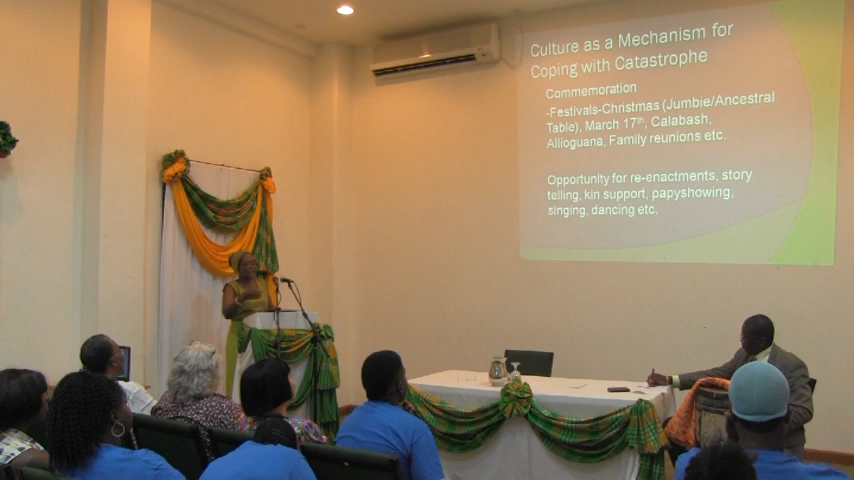 Culture as a Mechanism for
Coping with Catastrophe
Commemoration
-Festivals-Christmas (Jumbie/Ancestral
Table), March 17th, Calabash,
Allioguana, Family reunions etc.
Opportunity for re-enactments, story
telling, kin support, papyshowing,
singing, dancing etc.